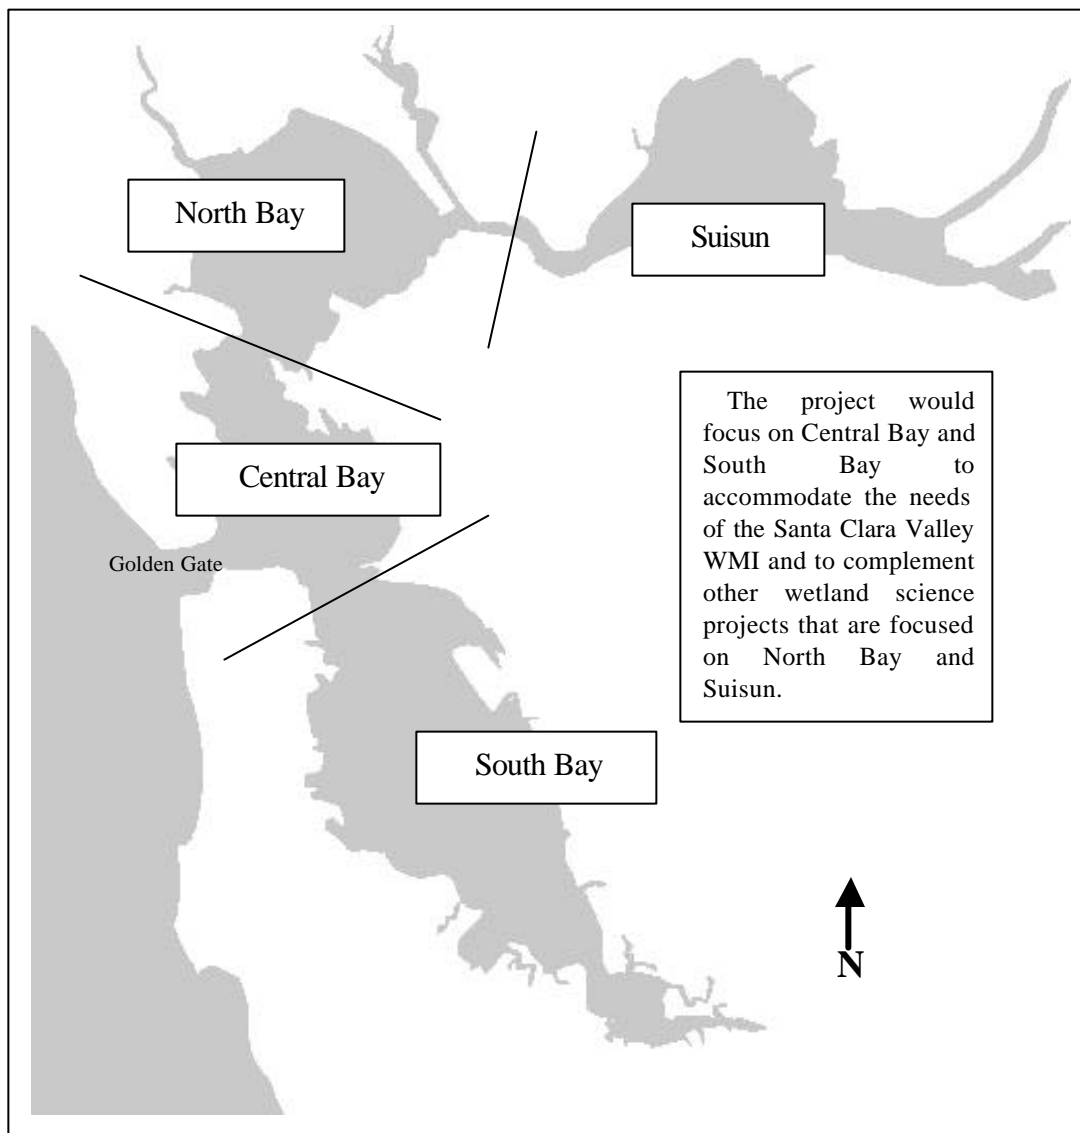 North Bay
Suisun
Central Bay
Golden Gate
The project would
focus on Central Bay and
South Bay to
accommodate the needs
of the Santa Clara Valley
WMI and to complement
other wetland science
projects that are focused
on North Bay and
Suisun.
South Bay
N